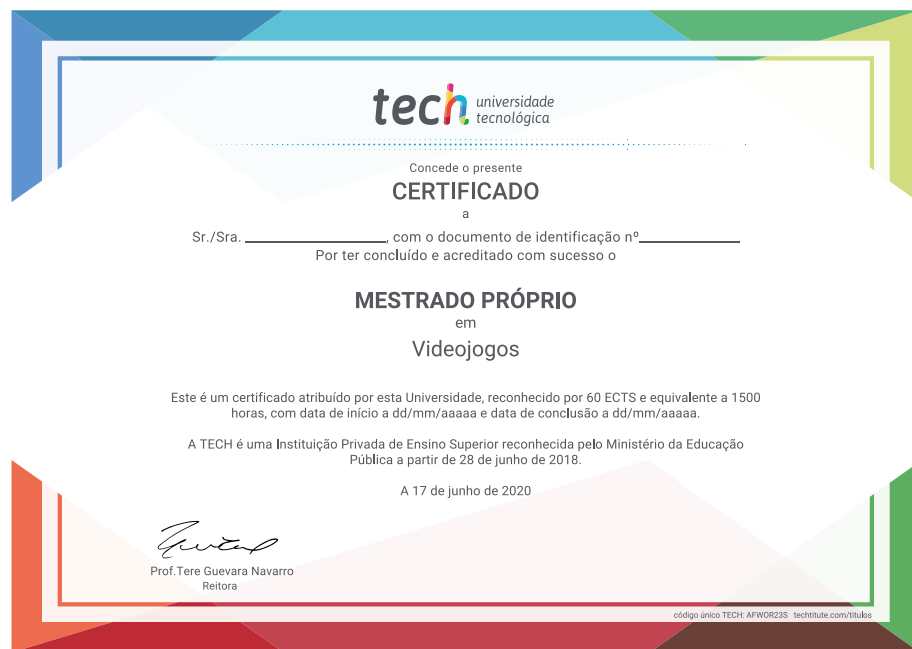 tech universidade
tecnológica
Concede o presente
CERTIFICADO
a
Sr./Sra. ________________, com o documento de identificação nº____________
Por ter concluído e acreditado com sucesso o
MESTRADO PRÓPRIO
em
Videojogos
Este é um certificado atribuído por esta Universidade, reconhecido por 60 ECTS e equivalente a 1500
horas, com data de início a dd/mm/aaaaa e data de conclusão a dd/mm/aaaaa.
A TECH é uma Instituição Privada de Ensino Superior reconhecida pelo Ministério da Educação
Pública a partir de 28 de junho de 2018.
A 17 de junho de 2020
Prof.Tere Guevara Navarro
Reitora
código único TECH: AFWOR23S techtitute.com/titulos